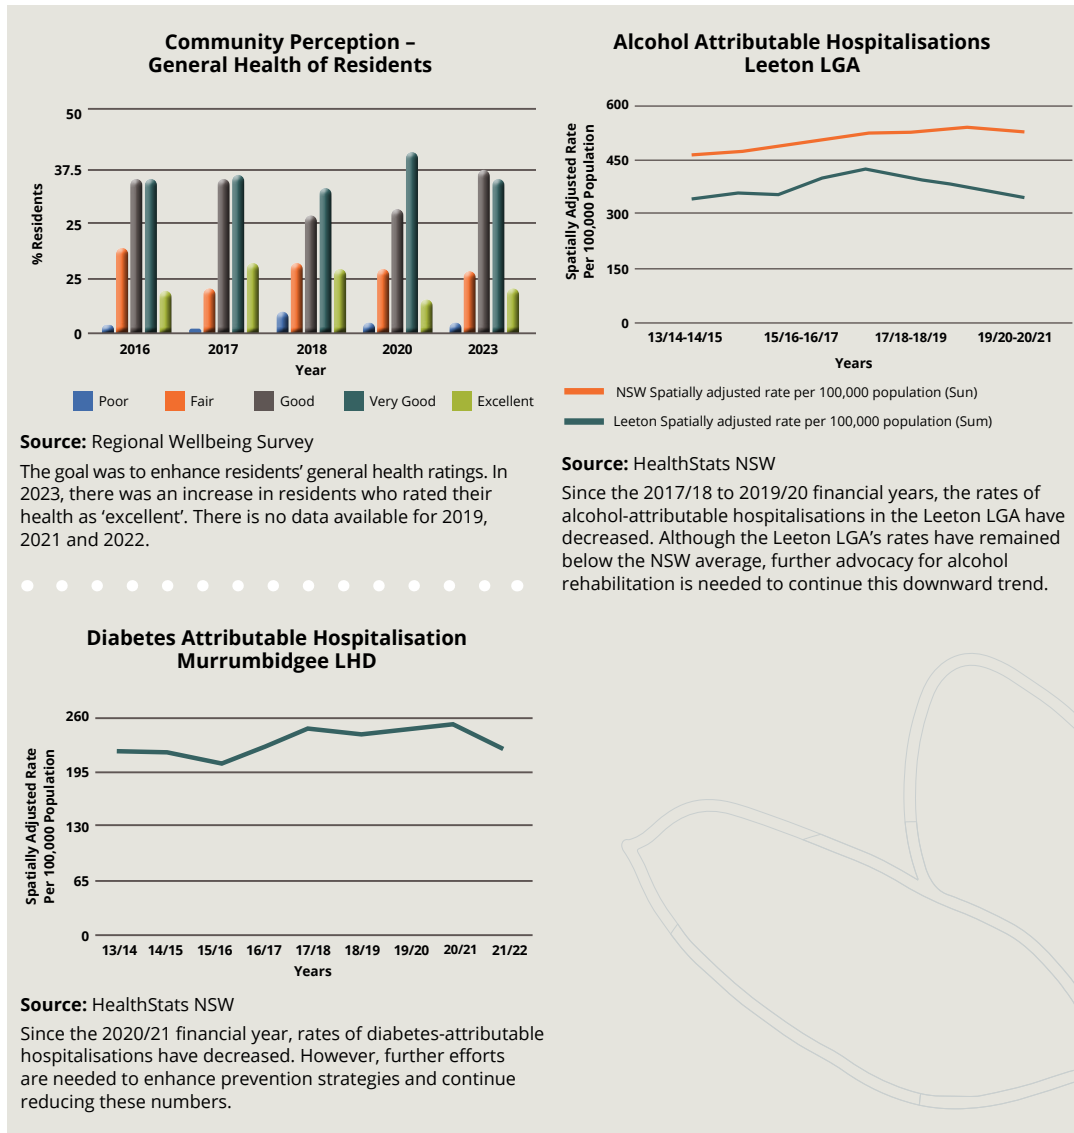 Community Perception –
General Health of Residents
50
37.5
25
25
0
% Residents
2016 2017 2018 2020 2023
Year
Poor Fair Good Very Good Excellent
Source: Regional Wellbeing Survey
The goal was to enhance residents’ general health ratings. In
2023, there was an increase in residents who rated their
health as ‘excellent’. There is no data available for 2019,
2021 and 2022.
Alcohol Attributable Hospitalisations
Leeton LGA
600
450
300
150
0
Spatially Adjusted Rate
Per 100,000 Population
13/14-14/15 15/16-16/17 17/18-18/19 19/20-20/21
Years
NSW Spatially adjusted rate per 100,000 population (Sun)
Leeton Spatially adjusted rate per 100,000 population (Sum)
Source: HealthStats NSW
Since the 2017/18 to 2019/20 financial years, the rates of
alcohol-attributable hospitalisations in the Leeton LGA have
decreased. Although the Leeton LGA’s rates have remained
below the NSW average, further advocacy for alcohol
rehabilitation is needed to continue this downward trend.
Diabetes Attributable Hospitalisation
Murrumbidgee LHD
260
195
130
65
0
Spatially Adjusted Rate
Per 100,000 Population
13/14 14/15 15/16 16/17 17/18 18/19 19/20 20/21 21/22
Years
Source: HealthStats NSW
Since the 2020/21 financial year, rates of diabetes-attributable
hospitalisations have decreased. However, further efforts
are needed to enhance prevention strategies and continue
reducing these numbers.